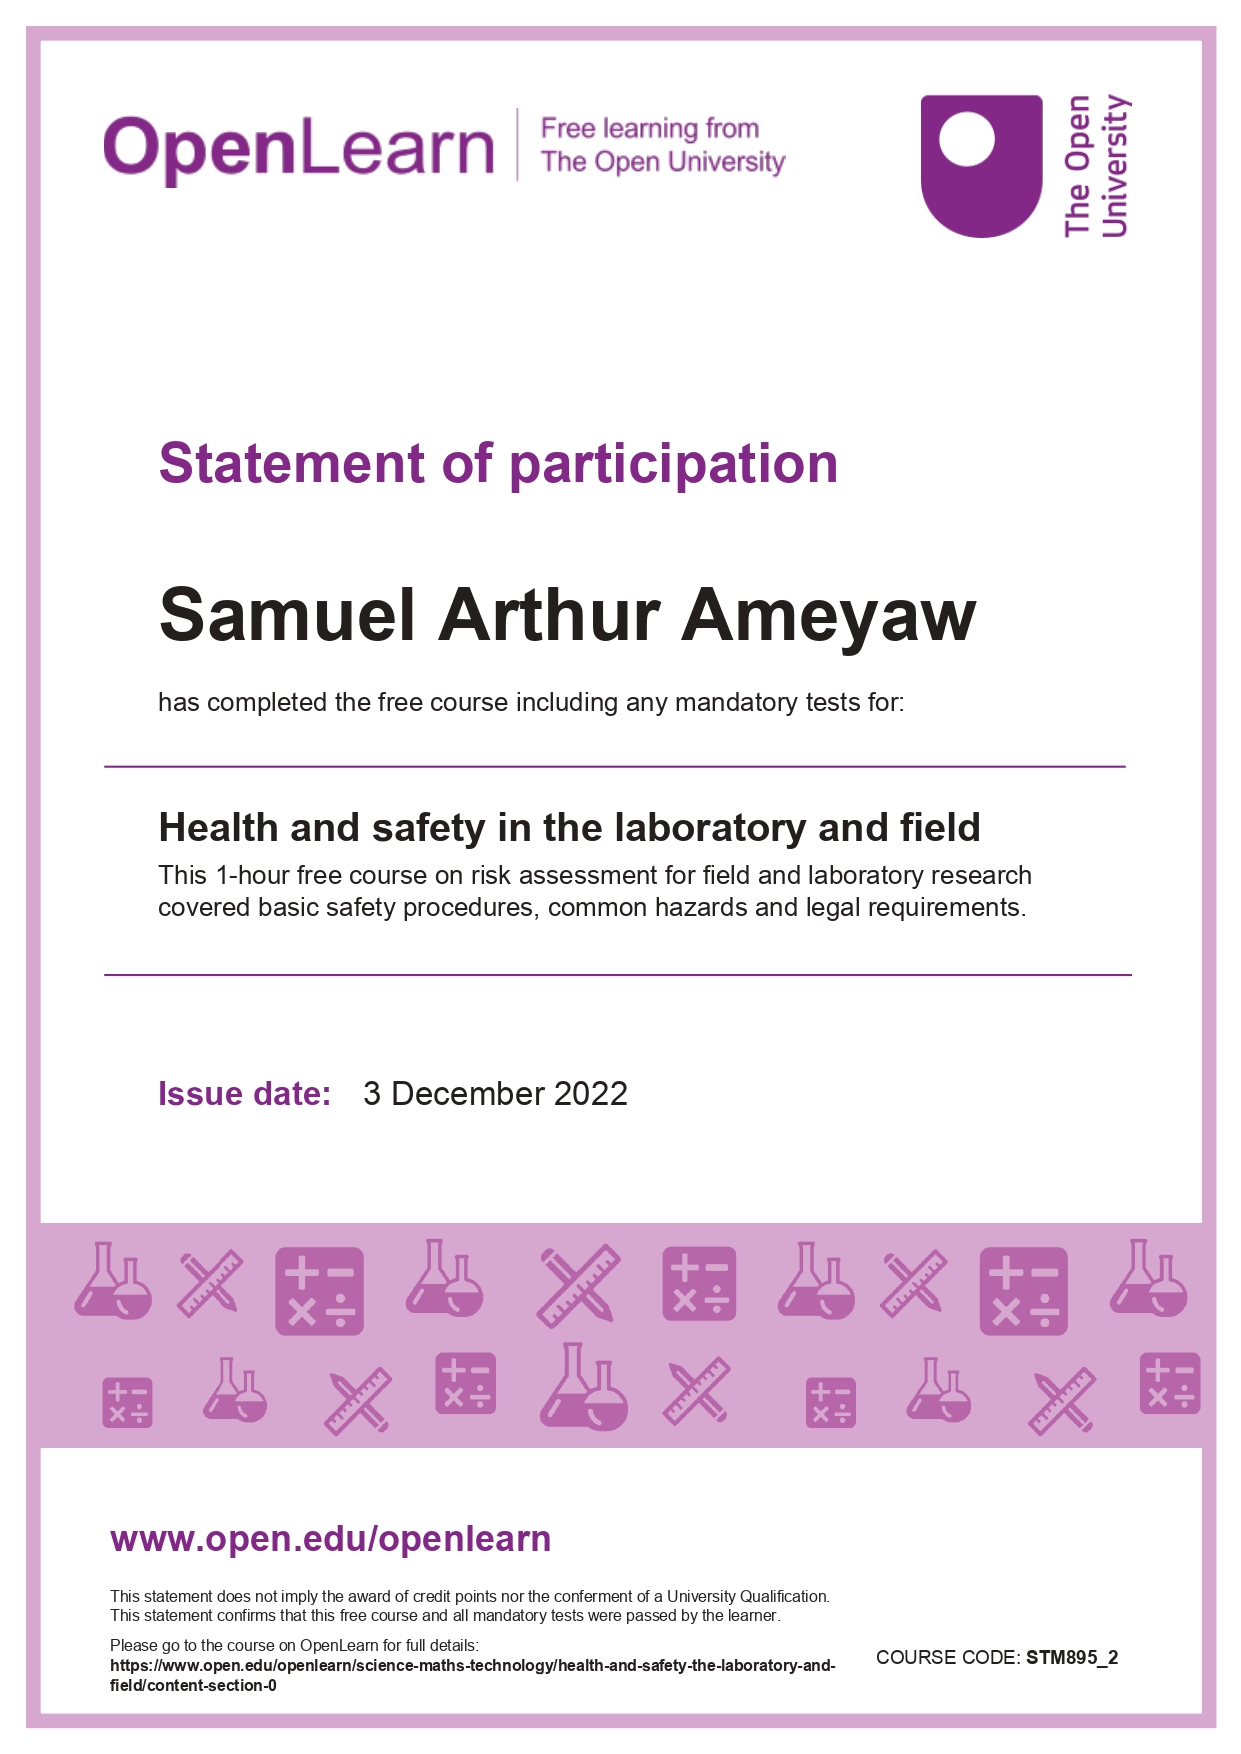 OpenLearn
Free learning from
The Open University
The Open
University
Statement of participation
Samuel Arthur Ameyaw
has completed the free course including any mandatory tests for:
Health and safety in the laboratory and field
This 1-hour free course on risk assessment for field and laboratory research
covered basic safety procedures, common hazards and legal requirements.
Issue date: 3 December 2022
www.open.edu/openlearn
This statement does not imply the award of credit points nor the conferment of a University Qualification.
This statement confirms that this free course and all mandatory tests were passed by the learner.
Please go to the course on OpenLearn for full details:
https://www.open.edu/openlearn/science-maths-technology/health-and-safety-the-laboratory-and-
field/content-section-0
COURSE CODE: STM895_2